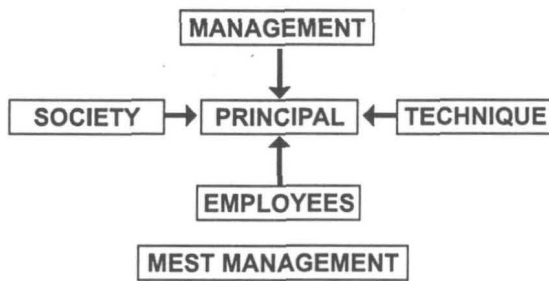 MANAGEMENT
SOCIETY PRINCIPAL TECHNIQUE
EMPLOYEES
MEST MANAGEMENT